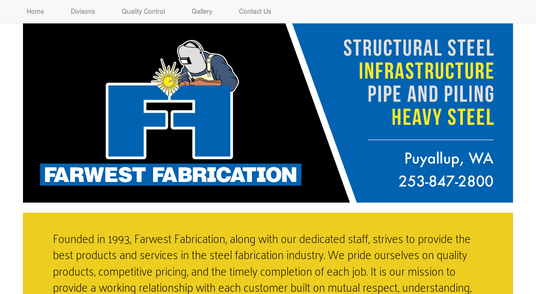 Home Divisons Quality Control Gallery Contact Us
STRUCTURAL STEEL
INFRASTRUCTURE
PIPE AND PILING
HEAVY STEEL
FF
FARWEST FABRICATION
Puyallup, WA
253-847-2800
Founded in 1993, Farwest Fabrication, along with our dedicated staff, strives to provide the
best products and services in the steel fabrication industry. We pride ourselves on quality
products, competitive pricing, and the timely completion of each job. It is our mission to
provide a working relationship with each customer built on mutual respect, understanding,